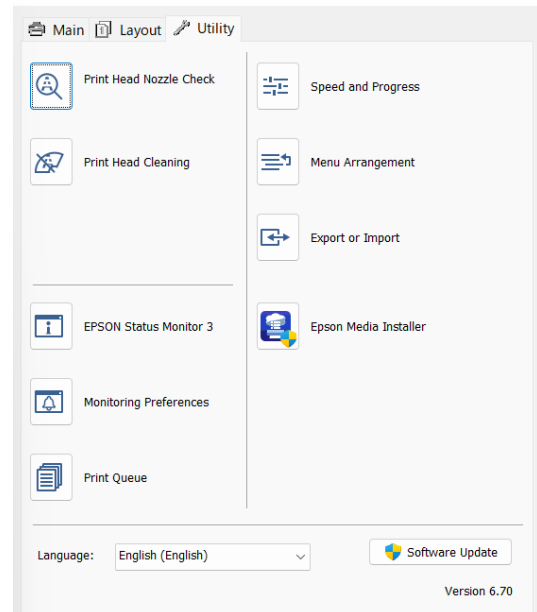 Main Layout Utility
Print Head Nozzle Check
Speed and Progress
Print Head Cleaning
Menu Arrangement
Export or Import
EPSON Status Monitor 3
Epson Media Installer
Monitoring Preferences
Print Queue
Language: English (English)
Software Update
Version 6.70